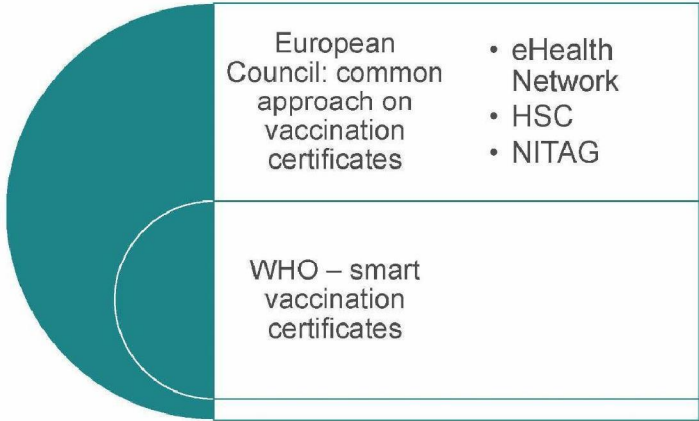 European
Council: common
approach on
vaccination
certificates
• eHealth
Network
• HSC
• NITAG
WHO – smart
vaccination
certificates